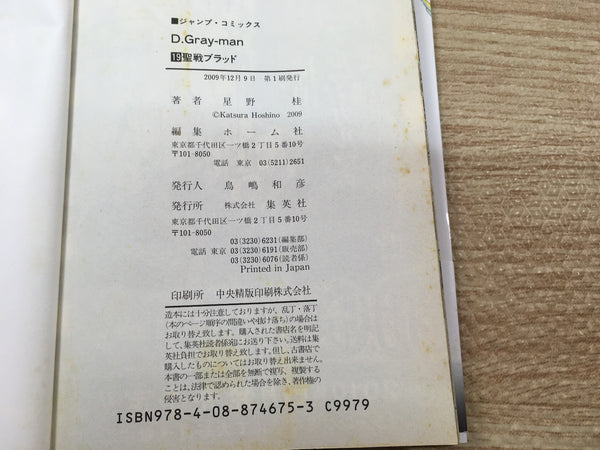 ■ジャンプ・コミックス
D.Gray-man
19聖戦ブラッド
2009年12月9日 第1刷発行
著者 星野桂
©Katsura Hoshino 2009
編集 ホーム社
東京都千代田区一ツ橋2丁目5番10号
〒101-8050
電話 東京 03(5211)2651
発行人 鳥嶋和彦
発行所 株式会社 集英社
東京都千代田区一ツ橋2丁目5番10号
〒101-8050
03(3230)6231(編集部)
電話 東京 03(3230)6191(販売部)
03(3230)6076(読者係)
Printed in Japan
印刷所 中央精版印刷株式会社
造本には十分注意しておりますが、乱丁・落丁
(本のページ順序の間違いや抜け落ち)の場合は
お取り替え致します。購入された書店名を明記
して、集英社読者係宛にお送り下さい。送料は集
英社負担でお取り替え致します。但し、古書店で
購入したものについてはお取り替え出来ません。
本書の一部または全部を無断で複写、複製する
ことは、法律で認められた場合を除き、著作権の
侵害となります。
ISBN978-4-08-874675-3 C9979